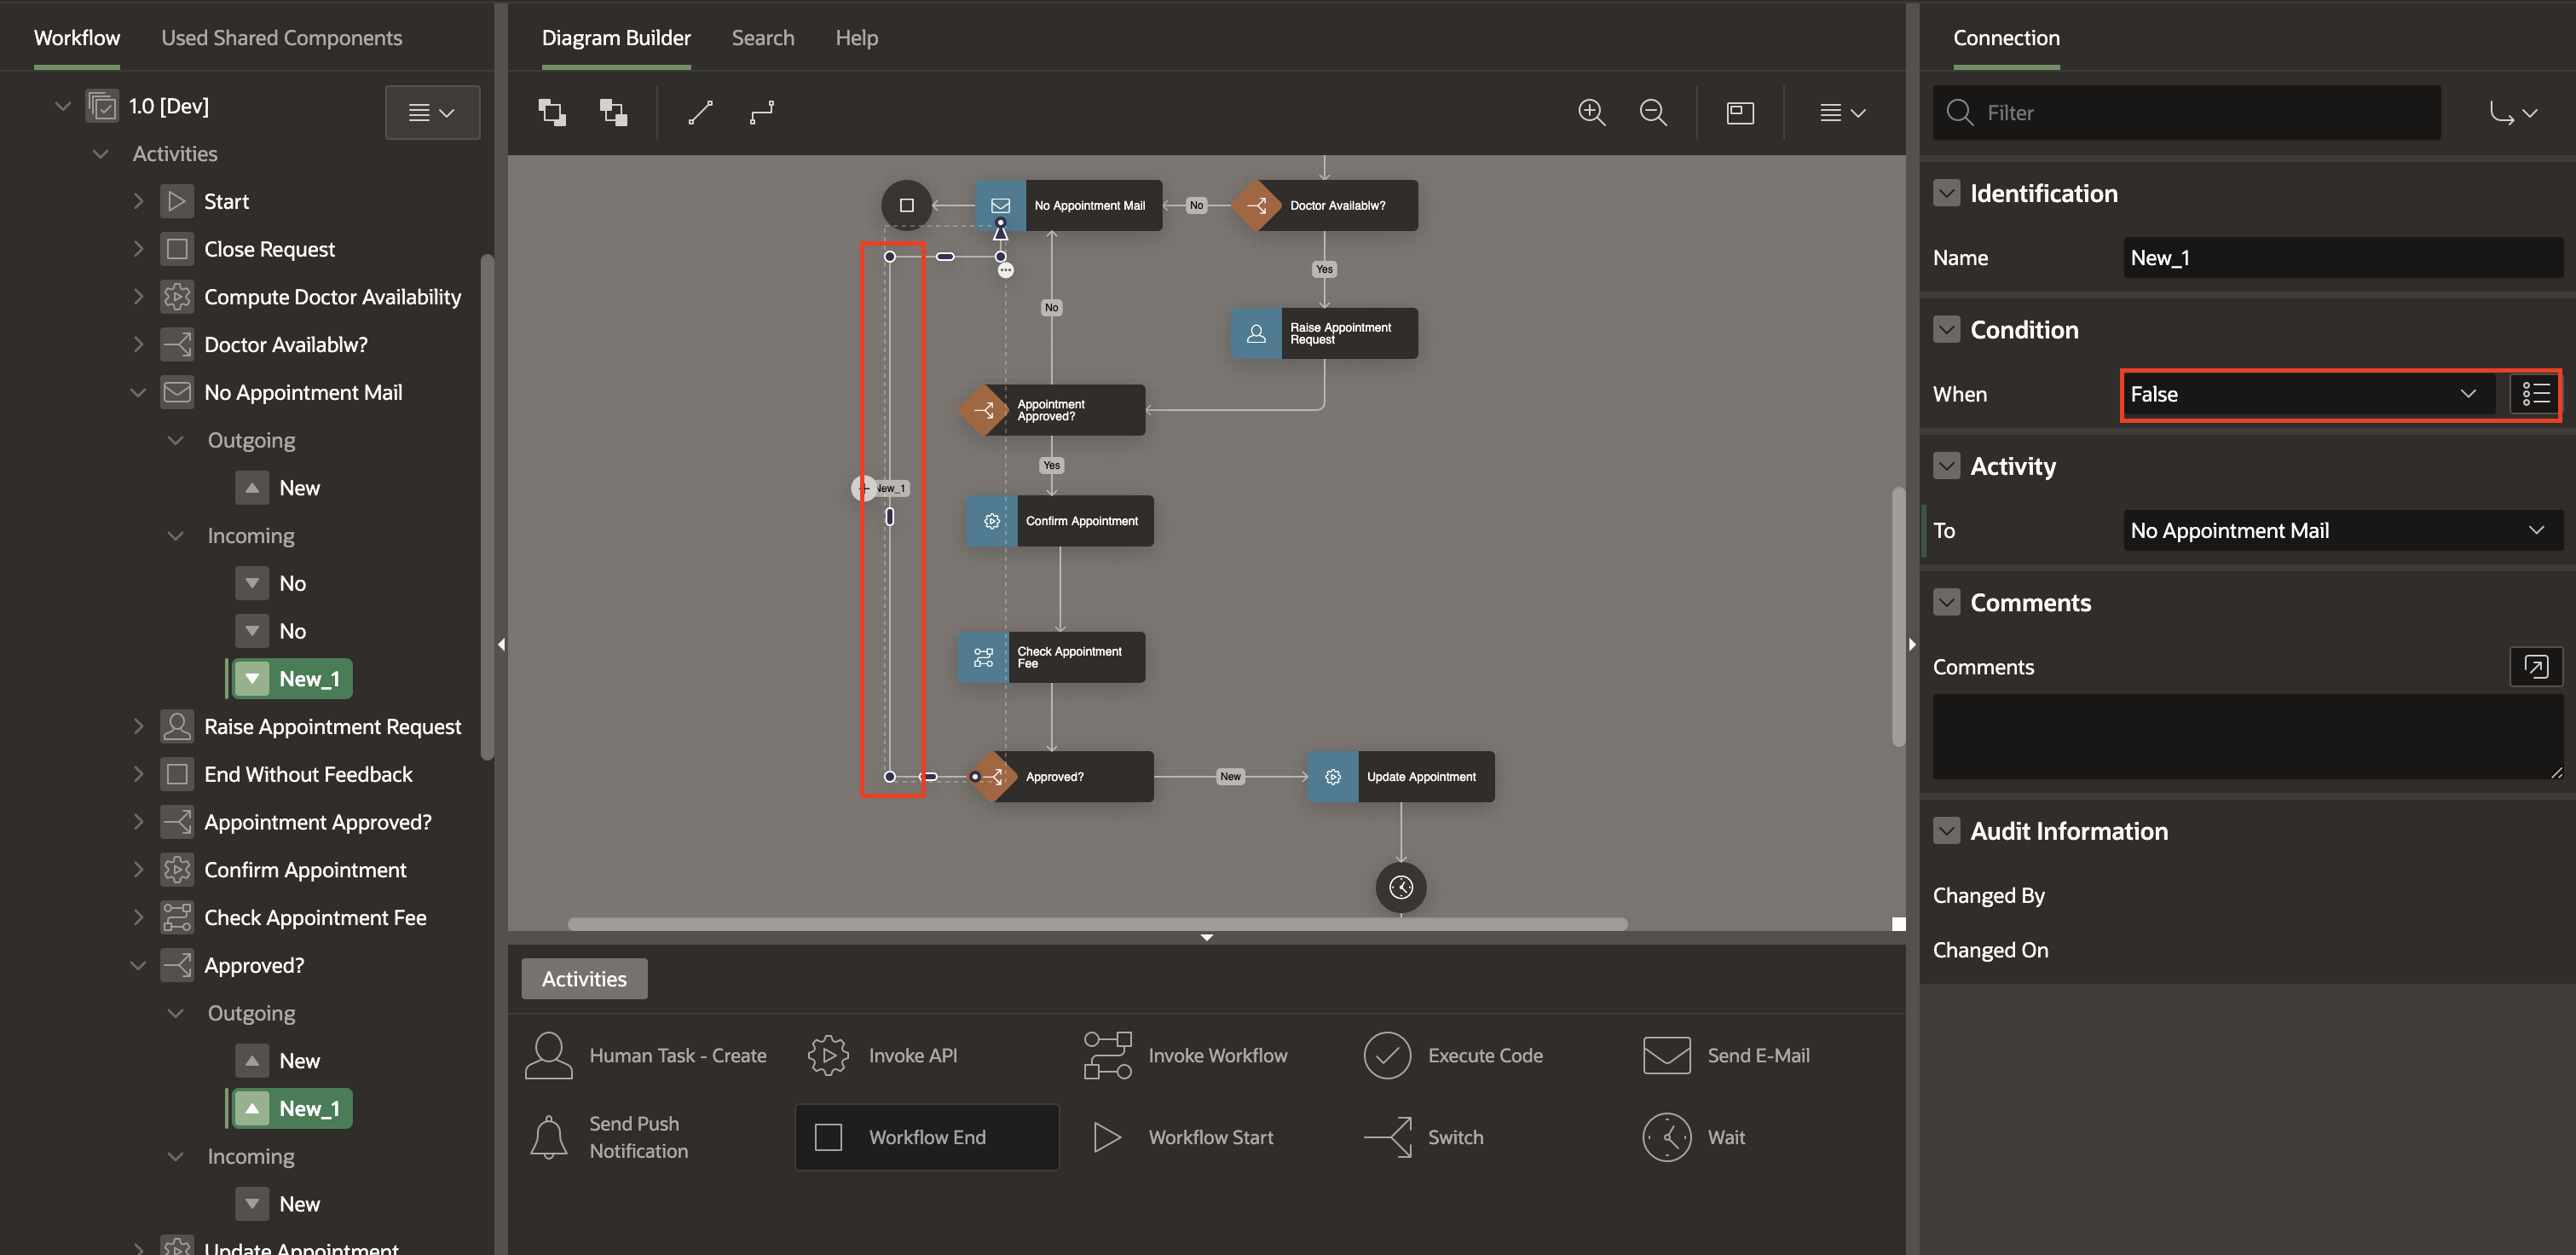 Workflow
Used Shared Components
1.0 [Dev]
Activities
Start
Close Request
Compute Doctor Availability
Doctor Availablw?
No Appointment Mail
Outgoing
New
Incoming
No
No
New_1
Raise Appointment Request
End Without Feedback
Appointment Approved?
Confirm Appointment
Check Appointment Fee
Approved?
Outgoing
New
New_1
Incoming
New
Update Appointment
Diagram Builder
Search
Help
No Appointment Mail
No
Doctor Availablw?
Yes
No
Raise Appointment
Request
Appointment
Approved?
Yes
New_1
Confirm Appointment
Check Appointment
Fee
Approved?
New
Update Appointment
Activities
Human Task - Create
Invoke API
Invoke Workflow
Execute Code
Send E-Mail
Send Push
Notification
Workflow End
Workflow Start
Switch
Wait
Connection
Filter
Identification
Name
New_1
Condition
When
False
Activity
To
No Appointment Mail
Comments
Comments
Audit Information
Changed By
Changed On